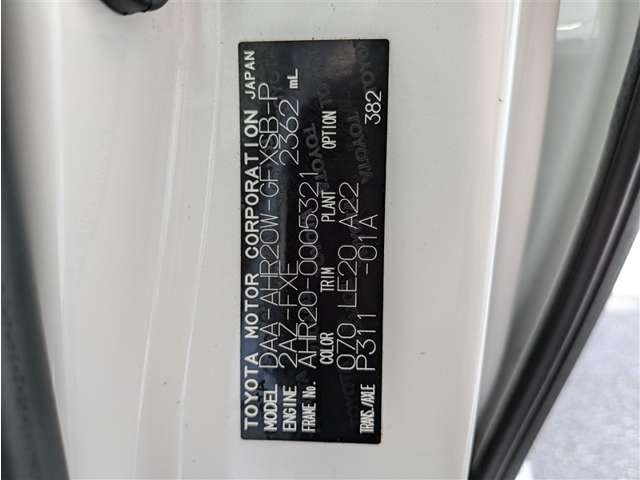 TOYOTA MOTOR CORPORATION JAPAN
MODEL DAA-AHR20W-GFXSB-P
ENGINE 2AZ-FXE 2362 mL
FRAME No. AHR20-0005321
COLOR TRIM PLANT OPTION
070 LE20 A22 382
TRANS./AXLE P311 -01A